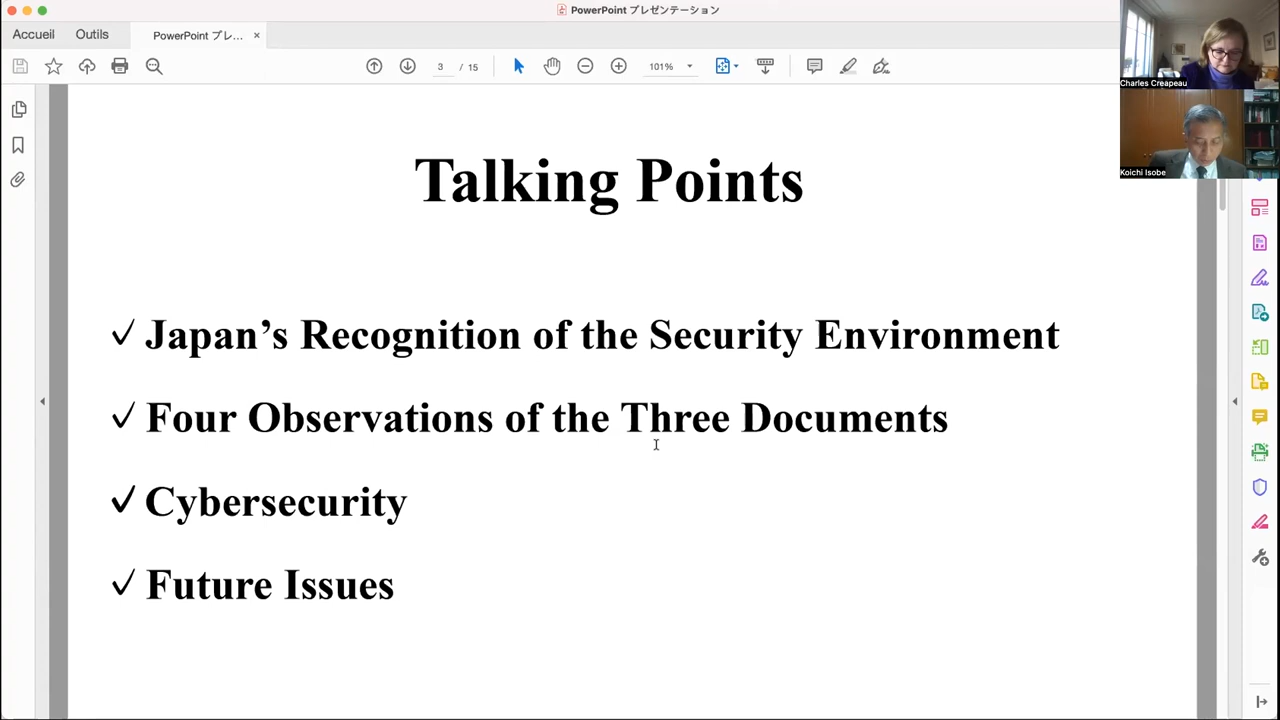 PowerPoint プレゼンテーション
Accueil
Outils
PowerPoint プレ...
3 / 15
101%
Charles Creapeau
Koichi Isobe
Talking Points
✓ Japan’s Recognition of the Security Environment
✓ Four Observations of the Three Documents
✓ Cybersecurity
✓ Future Issues